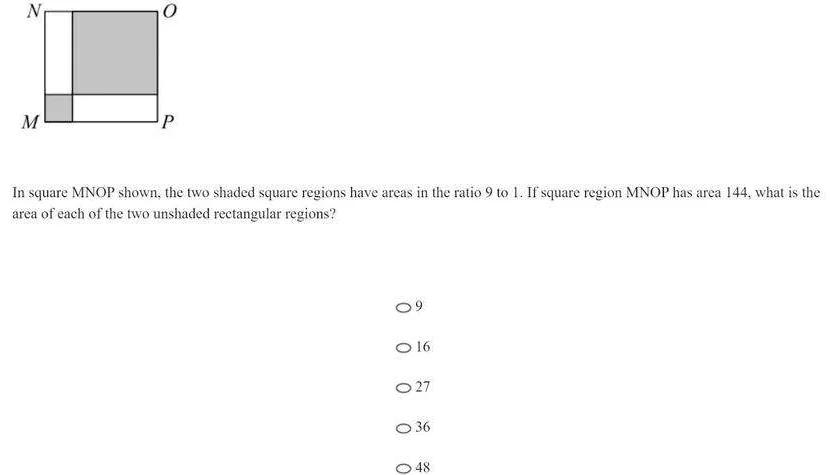 N O
M P
In square MNOP shown, the two shaded square regions have areas in the ratio 9 to 1. If square region MNOP has area 144, what is the
area of each of the two unshaded rectangular regions?
9
16
27
36
48